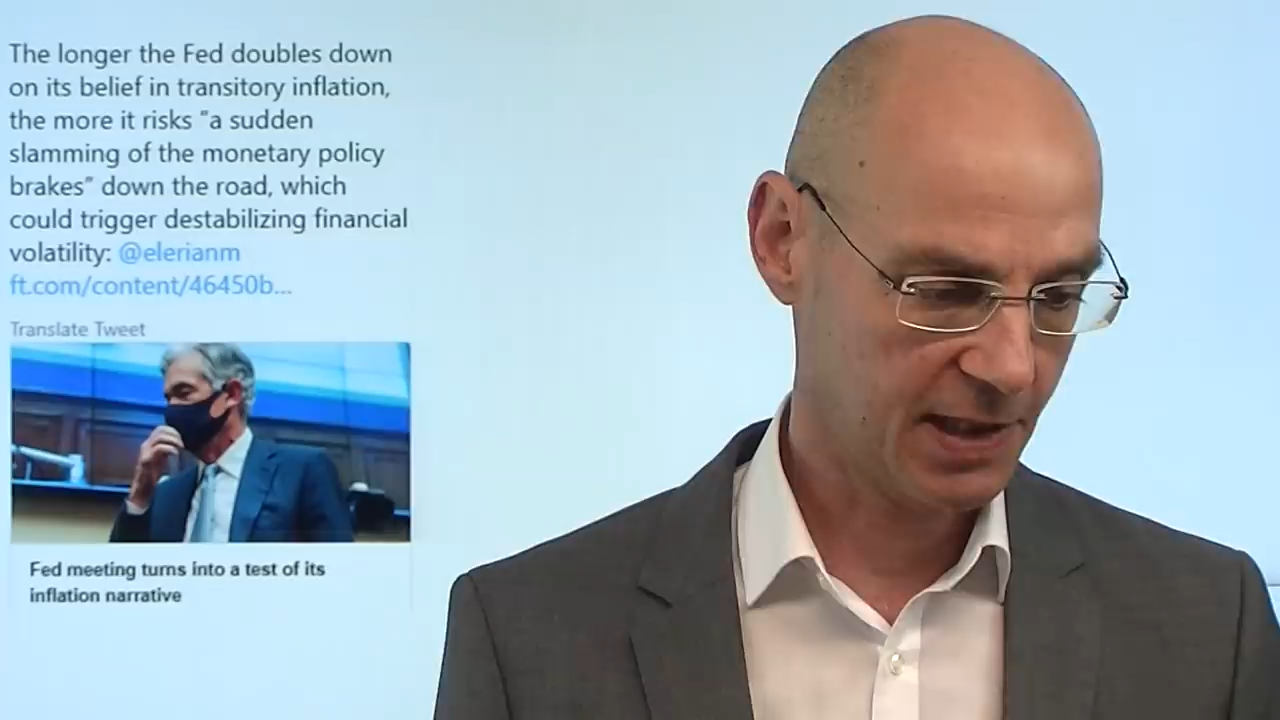 The longer the Fed doubles down
on its belief in transitory inflation,
the more it risks "a sudden
slamming of the monetary policy
brakes" down the road, which
could trigger destabilizing financial
volatility: @elerianm
ft.com/content/46450b...
Translate Tweet
Fed meeting turns into a test of its
inflation narrative